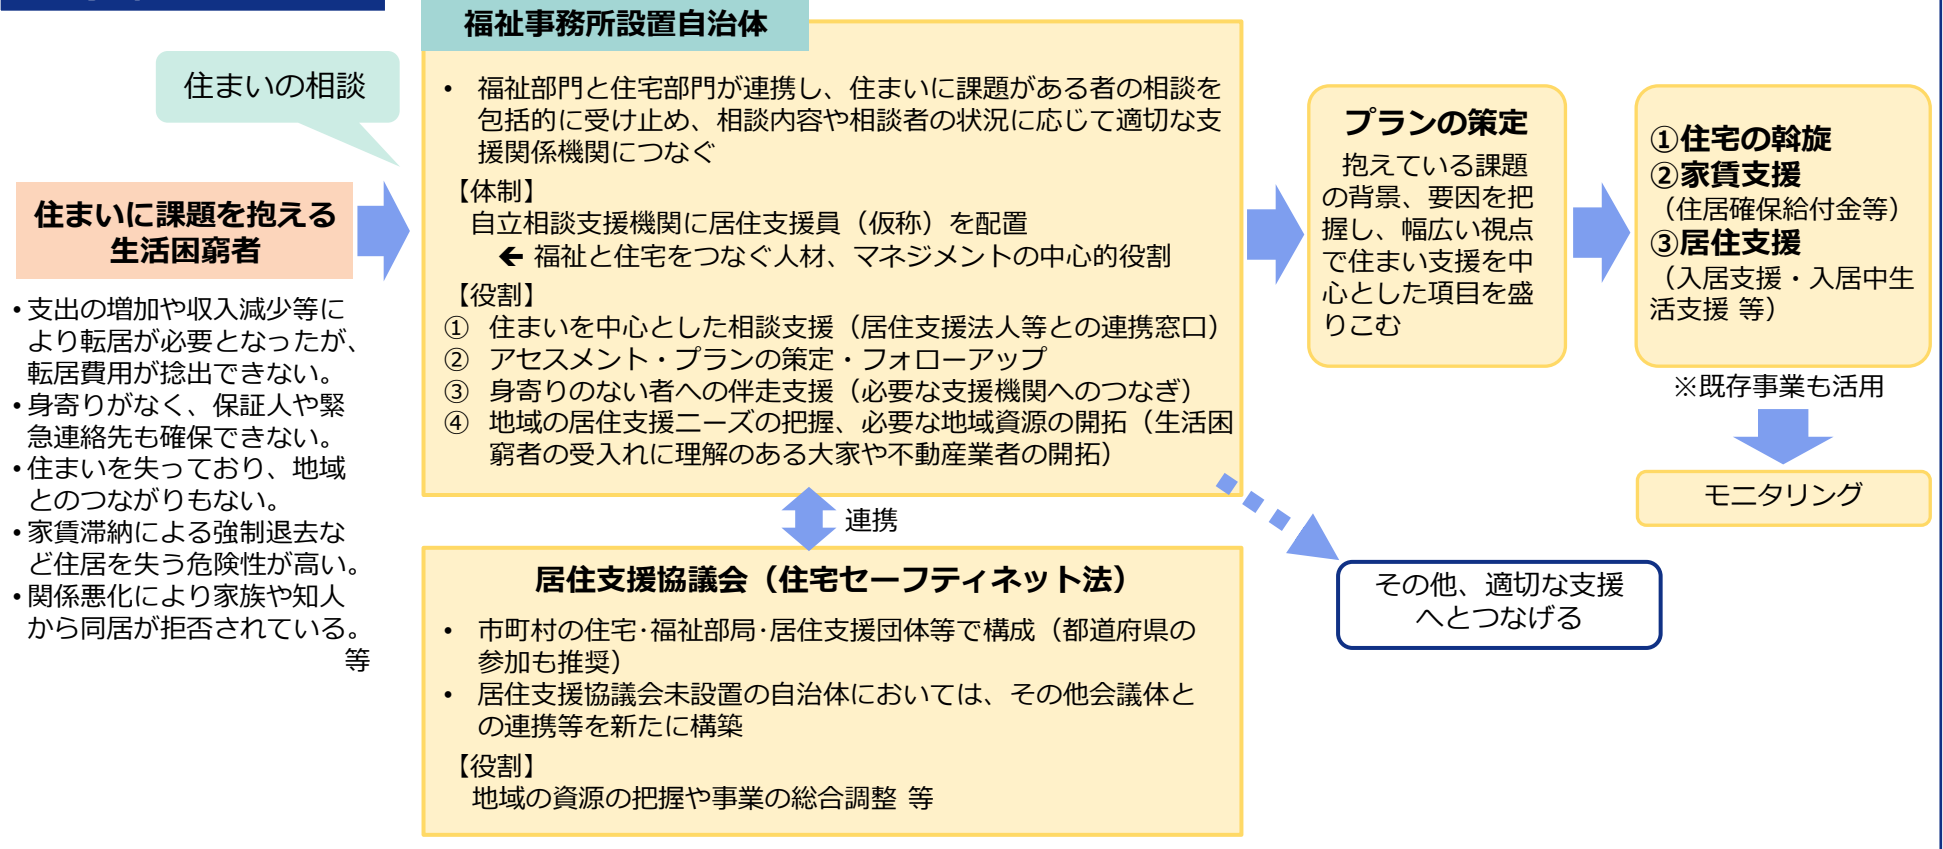 福祉事務所設置自治体
住まいの相談
住まいに課題を抱える
生活困窮者
•支出の増加や収入減少等に
より転居が必要となったが、
転居費用が捻出できない。
•身寄りがなく、保証人や緊
急連絡先も確保できない。
•住まいを失っており、地域
とのつながりもない。
•家賃滞納による強制退去な
ど住居を失う危険性が高い。
•関係悪化により家族や知人
から同居が拒否されている。
等
• 福祉部門と住宅部門が連携し、住まいに課題がある者の相談を
包括的に受け止め、相談内容や相談者の状況に応じて適切な支
援関係機関につなぐ
【体制】
自立相談支援機関に居住支援員（仮称）を配置
← 福祉と住宅をつなぐ人材、マネジメントの中心的役割
【役割】
① 住まいを中心とした相談支援（居住支援法人等との連携窓口）
② アセスメント・プランの策定・フォローアップ
③ 身寄りのない者への伴走支援（必要な支援機関へのつなぎ）
④ 地域の居住支援ニーズの把握、必要な地域資源の開拓（生活困
窮者の受入れに理解のある大家や不動産業者の開拓）
連携
居住支援協議会（住宅セーフティネット法）
• 市町村の住宅･福祉部局･居住支援団体等で構成（都道府県の
参加も推奨）
• 居住支援協議会未設置の自治体においては、その他会議体と
の連携等を新たに構築
【役割】
地域の資源の把握や事業の総合調整 等
プランの策定
抱えている課題
の背景、要因を把
握し、幅広い視点
で住まい支援を中
心とした項目を盛
りこむ
①住宅の斡旋
②家賃支援
（住居確保給付金等）
③居住支援
（入居支援・入居中生
活支援 等）
※既存事業も活用
モニタリング
その他、適切な支援
へとつなげる